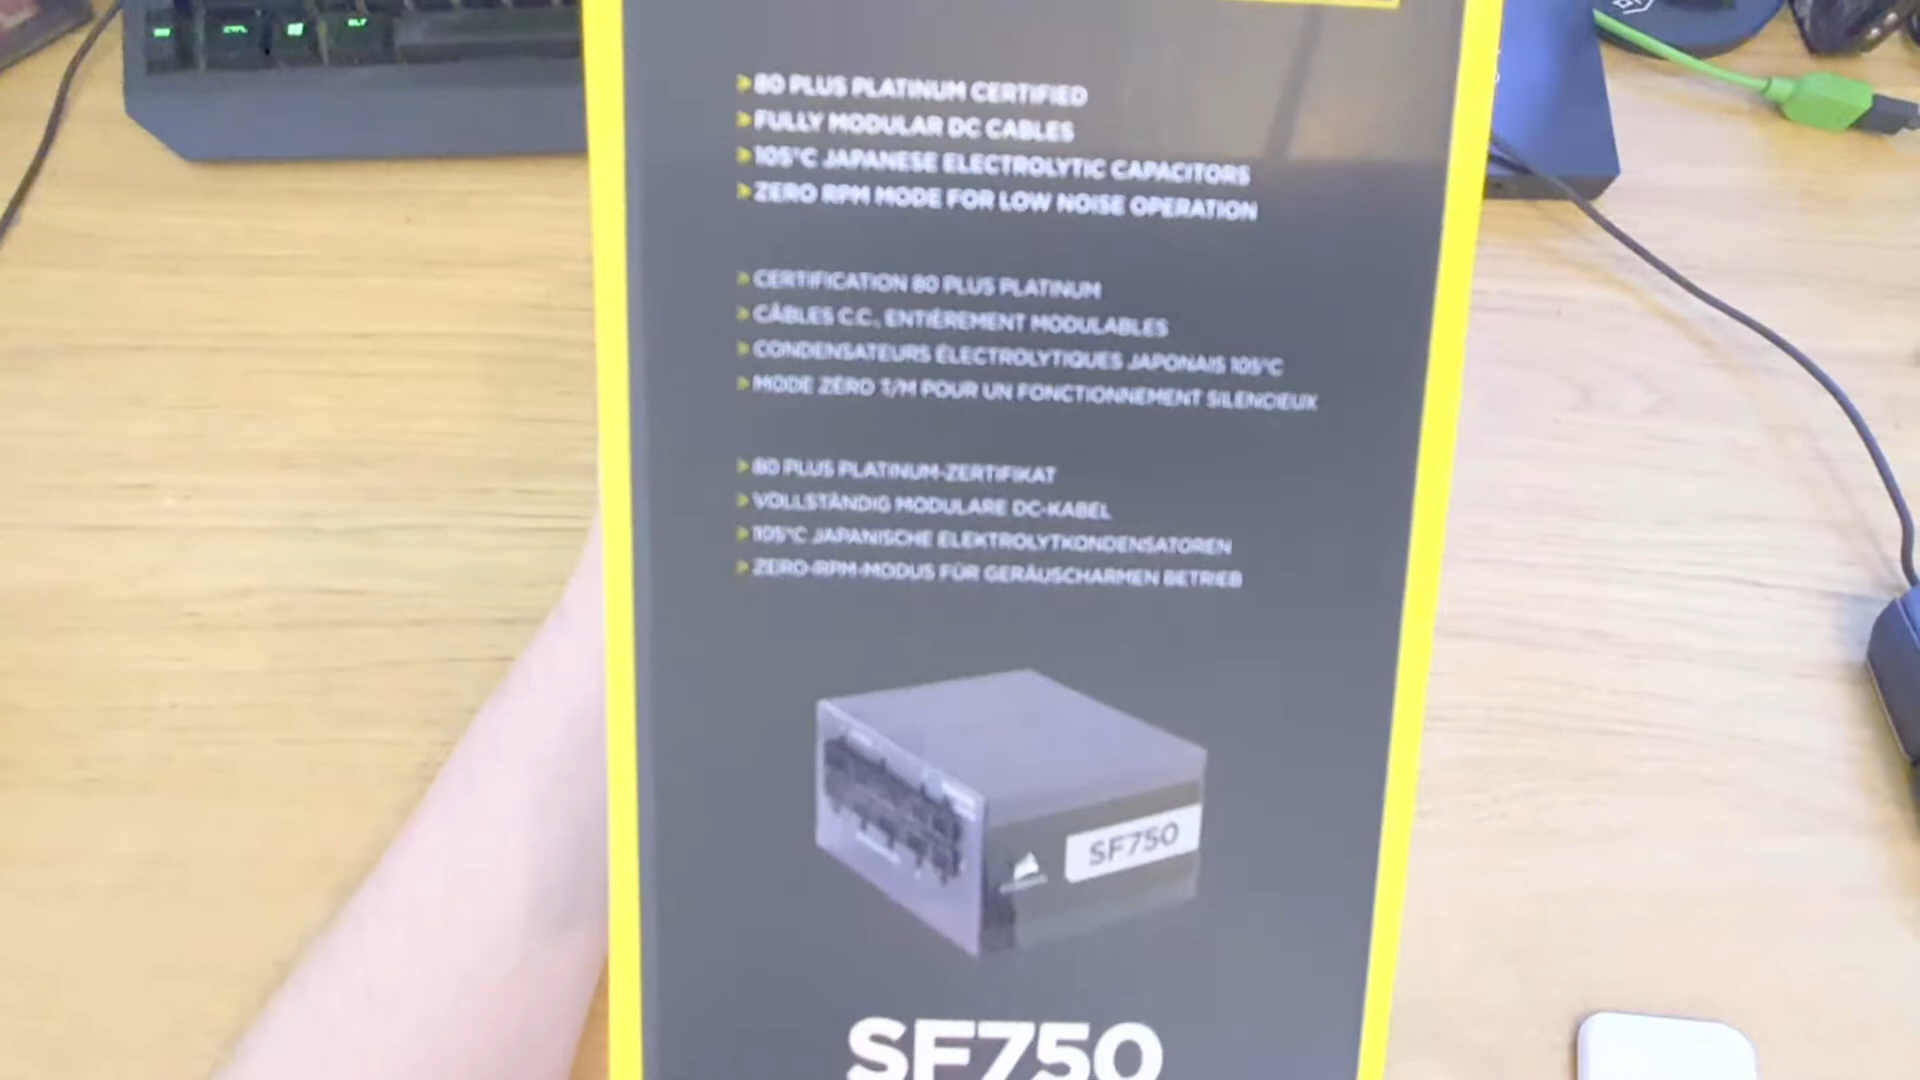 80 PLUS PLATINUM CERTIFIED
FULLY MODULAR DC CABLES
105°C JAPANESE ELECTROLYTIC CAPACITORS
ZERO RPM MODE FOR LOW NOISE OPERATION
CERTIFICATION 80 PLUS PLATINUM
CÂBLES C.C., ENTIÈREMENT MODULABLES
CONDENSATEURS ÉLECTROLYTIQUES JAPONAIS 105°C
MODE ZÉRO T/M POUR UN FONCTIONNEMENT SILENCIEUX
80 PLUS PLATINUM-ZERTIFIKAT
VOLLSTÄNDIG MODULARE DC-KABEL
105°C JAPANISCHE ELEKTROLYTKONDENSATOREN
ZERO-RPM-MODUS FÜR GERÄUSCHARMEN BETRIEB
SF750
SF750